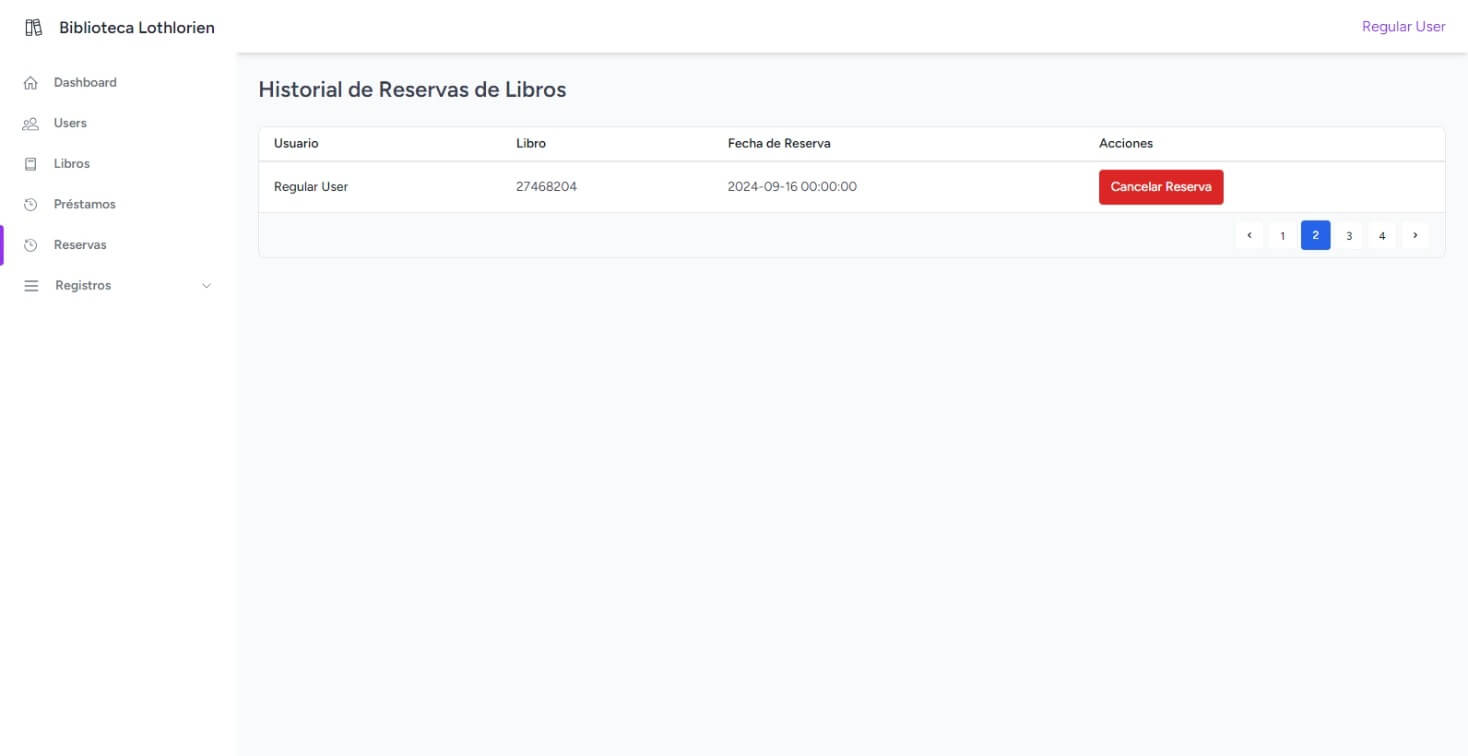 Biblioteca Lothlorien
Regular User
Dashboard
Users
Libros
Préstamos
Reservas
Registros
Historial de Reservas de Libros
Usuario Libro Fecha de Reserva Acciones
Regular User 27468204 2024-09-16 00:00:00 Cancelar Reserva
‹ 1 2 3 4 ›